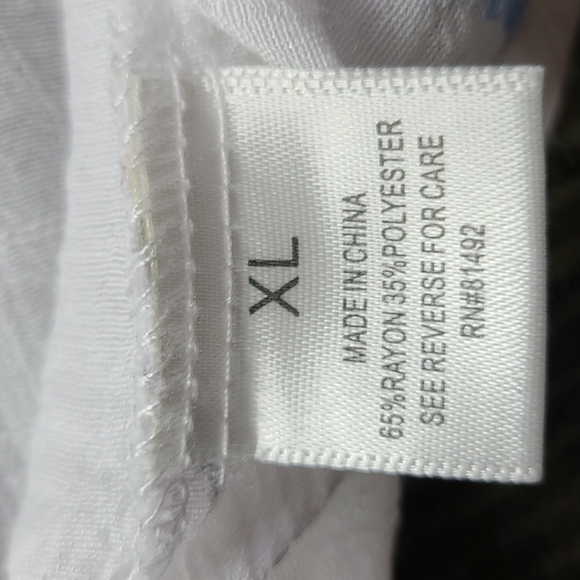 XL
MADE IN CHINA
65%RAYON 35%POLYESTER
SEE REVERSE FOR CARE
RN#81492